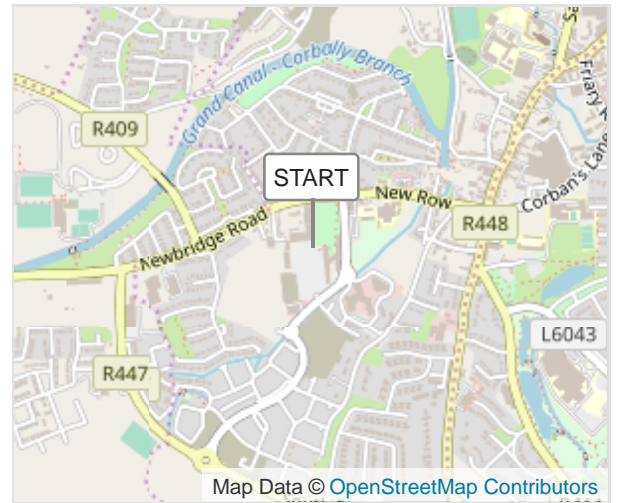 Grand Canal - Corbally Branch
Friary R
R409
START
New Row
Corban's Lane
Newbridge Road
R448
L6043
R447
Map Data © OpenStreetMap Contributors